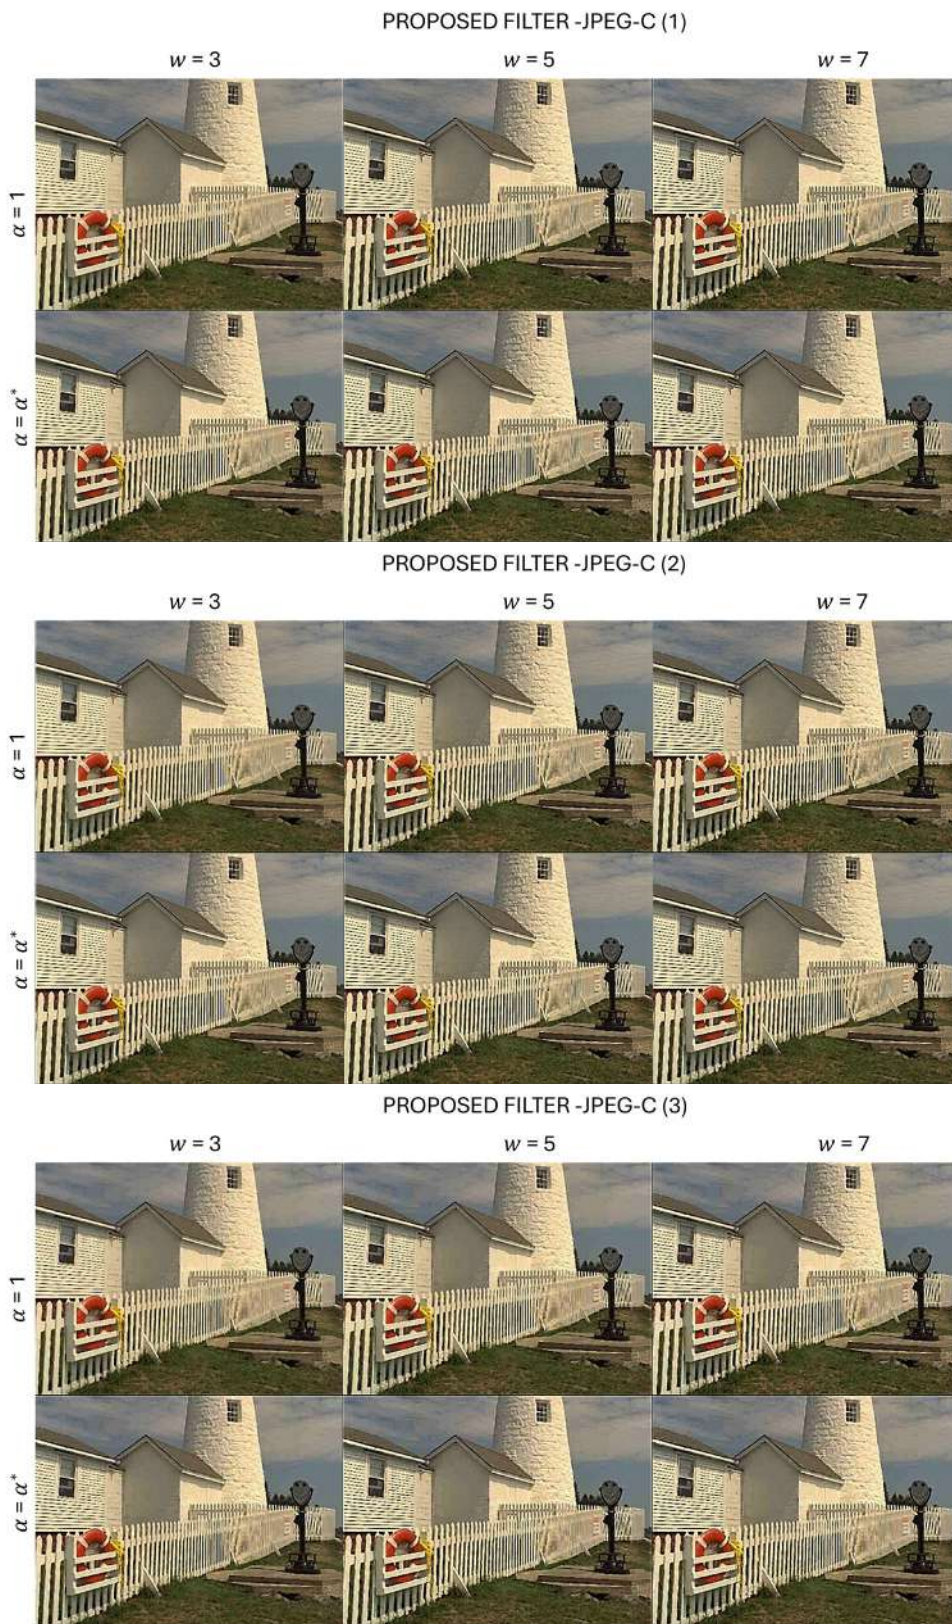 PROPOSED FILTER -JPEG-C (1)
w = 3 w = 5 w = 7
α = 1
α = α*
PROPOSED FILTER -JPEG-C (2)
w = 3 w = 5 w = 7
α = 1
α = α*
PROPOSED FILTER -JPEG-C (3)
w = 3 w = 5 w = 7
α = 1
α = α*